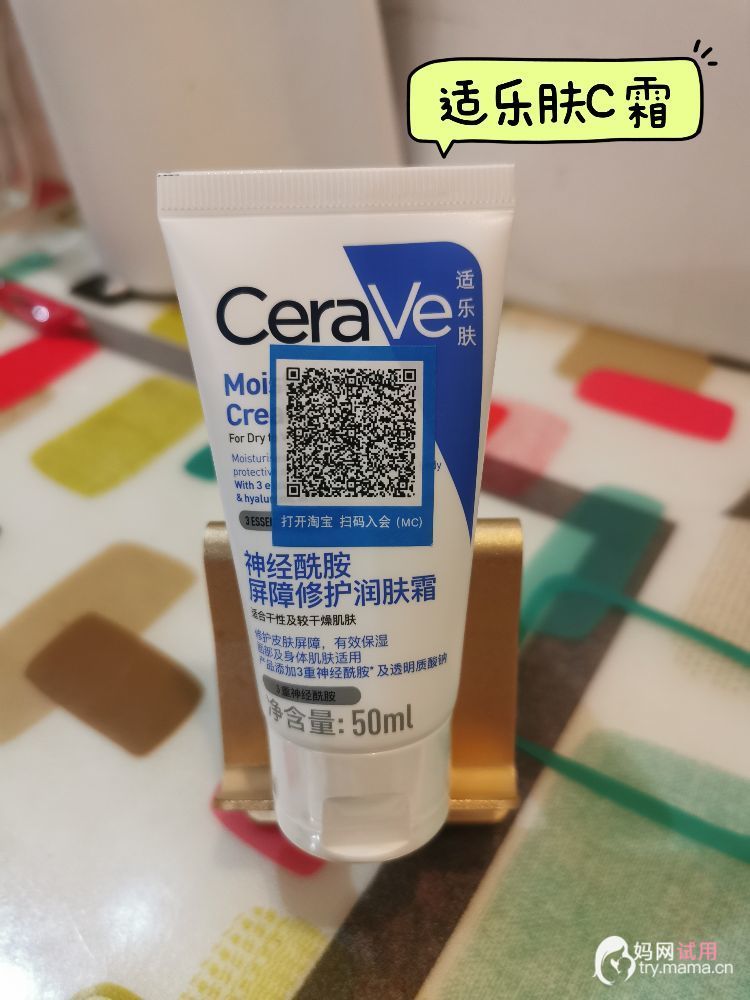 适乐肤C霜
CeraVe
适乐肤
Mois
Cre
For Dry t
Moisturis
protectiv
With 3 e
& hyalur
3 ESSEN
打开淘宝 扫码入会 (MC)
神经酰胺
屏障修护润肤霜
适合干性及较干燥肌肤
修护皮肤屏障，有效保湿
面部及身体肌肤适用
产品添加3重神经酰胺*及透明质酸钠
3重神经酰胺
净含量: 50ml
妈网试用
try.mama.cn